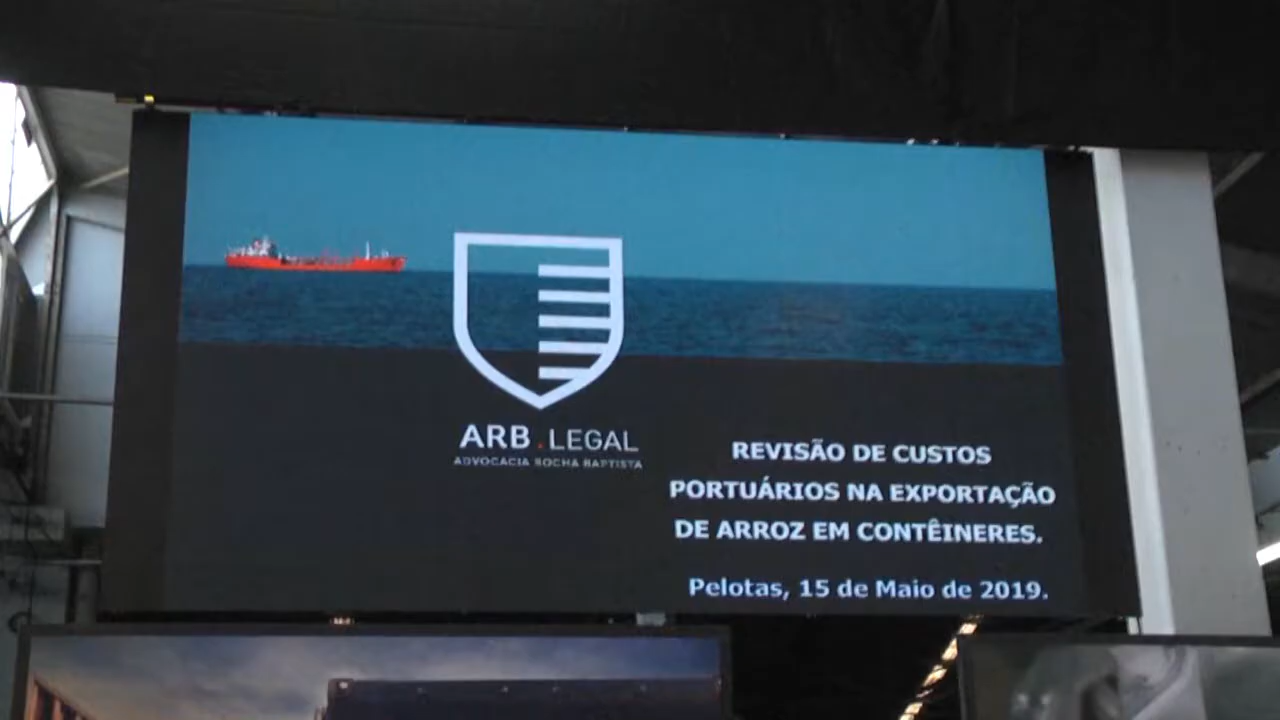 ARB.LEGAL
ADVOCACIA ROCHA BAPTISTA
REVISÃO DE CUSTOS
PORTUÁRIOS NA EXPORTAÇÃO
DE ARROZ EM CONTÊINERES.
Pelotas, 15 de Maio de 2019.